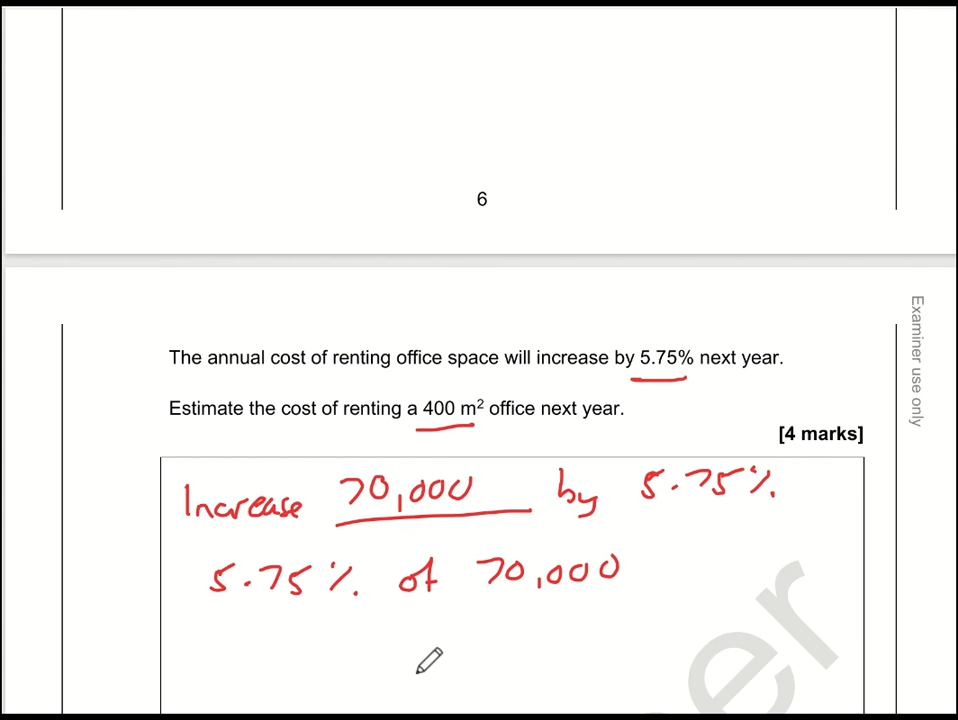 6
The annual cost of renting office space will increase by 5.75% next year.
Estimate the cost of renting a 400 m² office next year.
[4 marks]
Increase 70,000 by 5.75%
5.75% of 70,000
Examiner use only